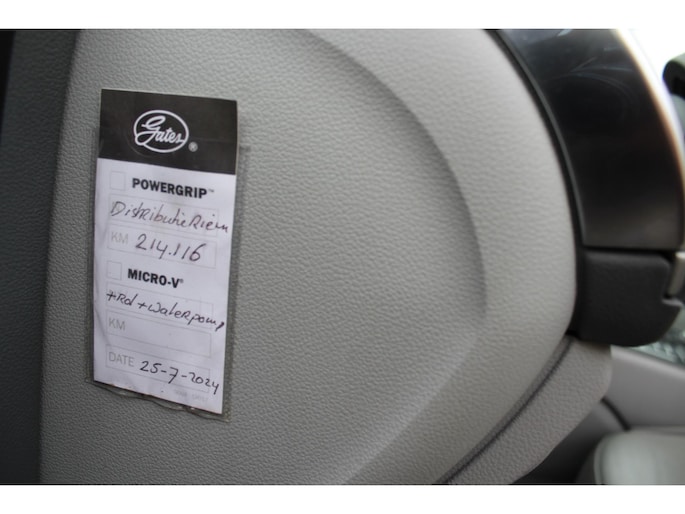 Gates®
POWERGRIP™
DistRibutieRiem
KM 214.116
MICRO-V®
+Rol + Waterpomp
KM
DATE 25-7-2024